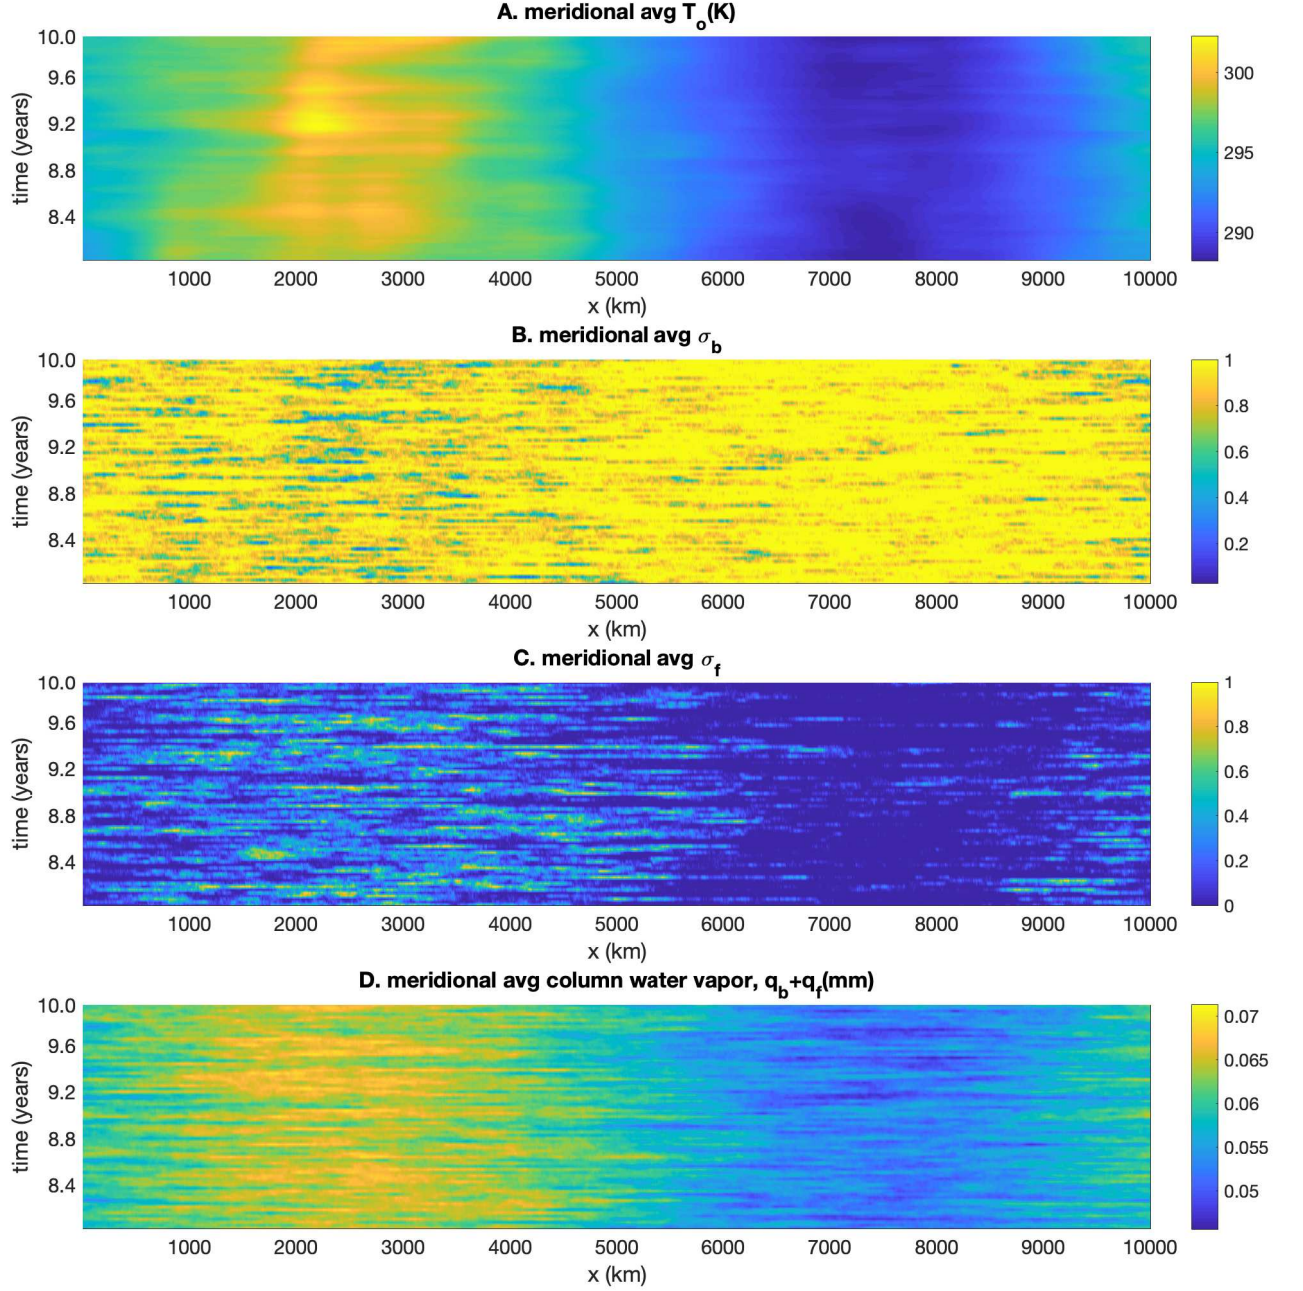 A. meridional avg To(K)
10.0
9.6
9.2
8.8
8.4
time (years)
1000 2000 3000 4000 5000 6000 7000 8000 9000 10000
x (km)
300
295
290
B. meridional avg σb
10.0
9.6
9.2
8.8
8.4
time (years)
1000 2000 3000 4000 5000 6000 7000 8000 9000 10000
x (km)
1
0.8
0.6
0.4
0.2
C. meridional avg σf
10.0
9.6
9.2
8.8
8.4
time (years)
1000 2000 3000 4000 5000 6000 7000 8000 9000 10000
x (km)
1
0.8
0.6
0.4
0.2
0
D. meridional avg column water vapor, qb+qf(mm)
10.0
9.6
9.2
8.8
8.4
time (years)
1000 2000 3000 4000 5000 6000 7000 8000 9000 10000
x (km)
0.07
0.065
0.06
0.055
0.05